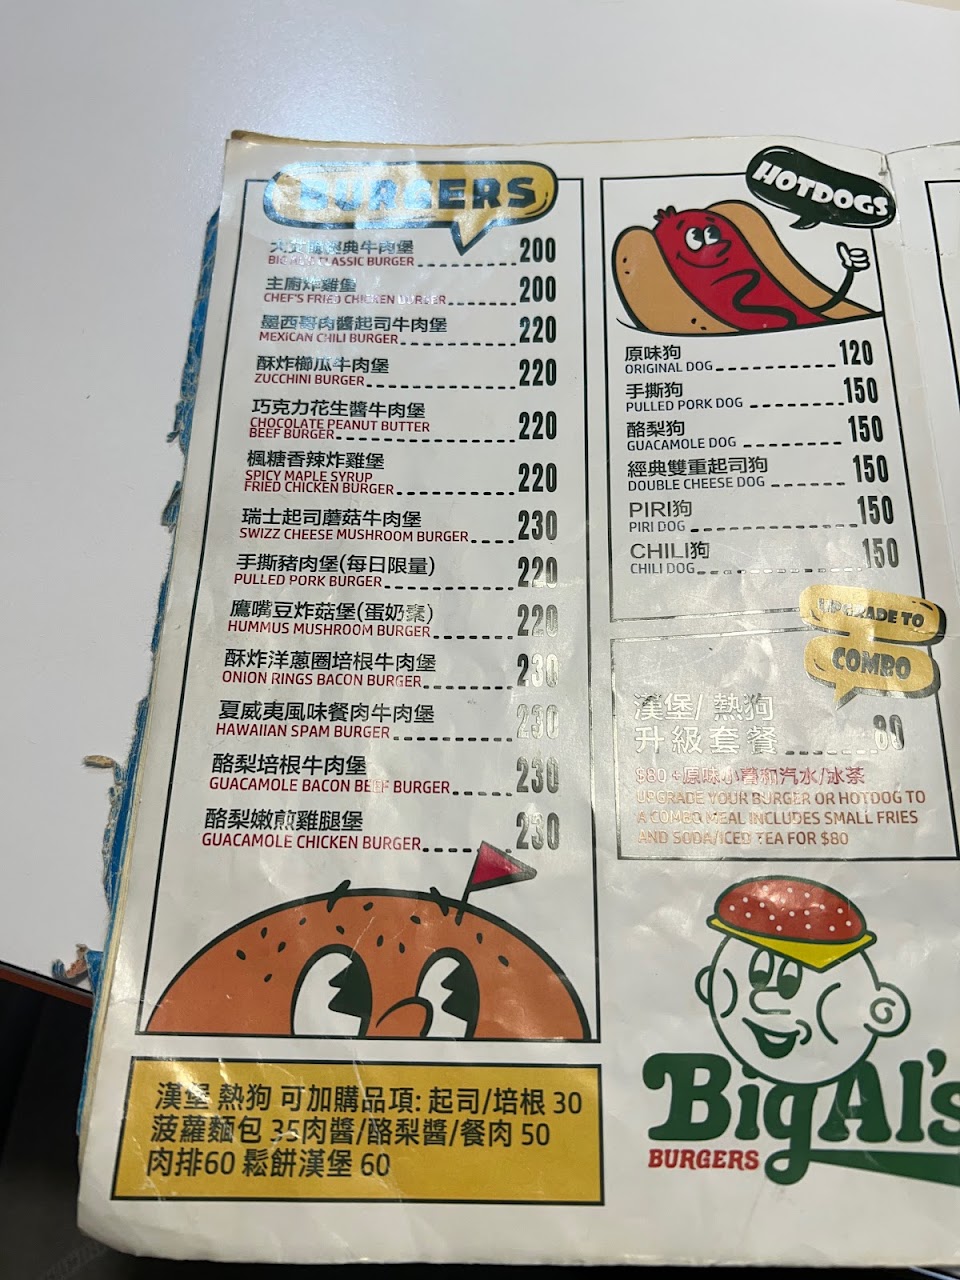 BURGERS
典牛肉堡
CLASSIC BURGER 200
主廚炸雞堡
CHEF'S FRIED CHICKEN BURGER 200
墨西哥肉醬起司牛肉堡
MEXICAN CHILI BURGER 220
酥炸櫛瓜牛肉堡
ZUCCHINI BURGER 220
巧克力花生醬牛肉堡
CHOCOLATE PEANUT BUTTER
BEEF BURGER 220
楓糖香辣炸雞堡
SPICY MAPLE SYRUP
FRIED CHICKEN BURGER 220
瑞士起司蘑菇牛肉堡
SWIZZ CHEESE MUSHROOM BURGER 230
手撕豬肉堡(每日限量)
PULLED PORK BURGER 220
鷹嘴豆炸菇堡(蛋奶素)
HUMMUS MUSHROOM BURGER 220
酥炸洋蔥圈培根牛肉堡
ONION RINGS BACON BURGER 230
夏威夷風味餐肉牛肉堡
HAWAIIAN SPAM BURGER 230
酪梨培根牛肉堡
GUACAMOLE BACON BEEF BURGER 230
酪梨嫩煎雞腿堡
GUACAMOLE CHICKEN BURGER 230
漢堡 熱狗 可加購品項: 起司/培根 30
菠蘿麵包 35肉醬/酪梨醬/餐肉 50
肉排60 鬆餅漢堡 60
HOTDOGS
原味狗
ORIGINAL DOG 120
手撕狗
PULLED PORK DOG 150
酪梨狗
GUACAMOLE DOG 150
經典雙重起司狗
DOUBLE CHEESE DOG 150
PIRI狗
PIRI DOG 150
CHILI狗
CHILI DOG 150
UPGRADE TO
COMBO
漢堡/ 熱狗
升級套餐 80
$80 +原味小薯和汽水/冰茶
UPGRADE YOUR BURGER OR HOTDOG TO
A COMBO MEAL INCLUDES SMALL FRIES
AND SODA/ICED TEA FOR $80
Big Al's
BURGERS